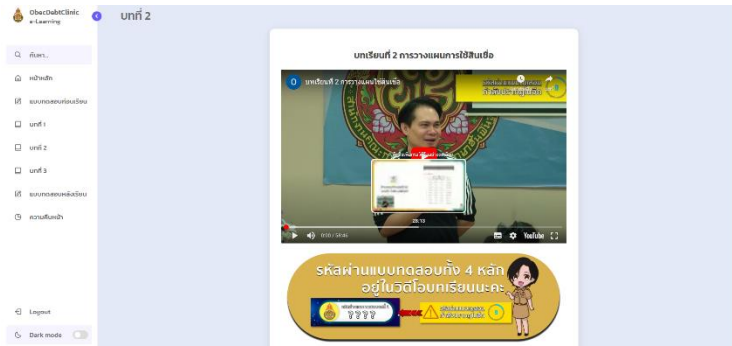 ObecDebtClinic
e-Learning
บทที่ 2
ค้นหา...
หน้าหลัก
แบบทดสอบก่อนเรียน
บทที่ 1
บทที่ 2
บทที่ 3
แบบทดสอบหลังเรียน
ความคืบหน้า
Logout
Dark mode
บทเรียนที่ 2 การวางแผนการใช้สินเชื่อ
O บทเรียนที่ 2 การวางแผนใช้สินเชื่อ
25:13
YouTube
รหัสผ่านแบบทดสอบทั้ง 4 หลัก
อยู่ในวิดีโอบทเรียนนะคะ
? ? ? ?